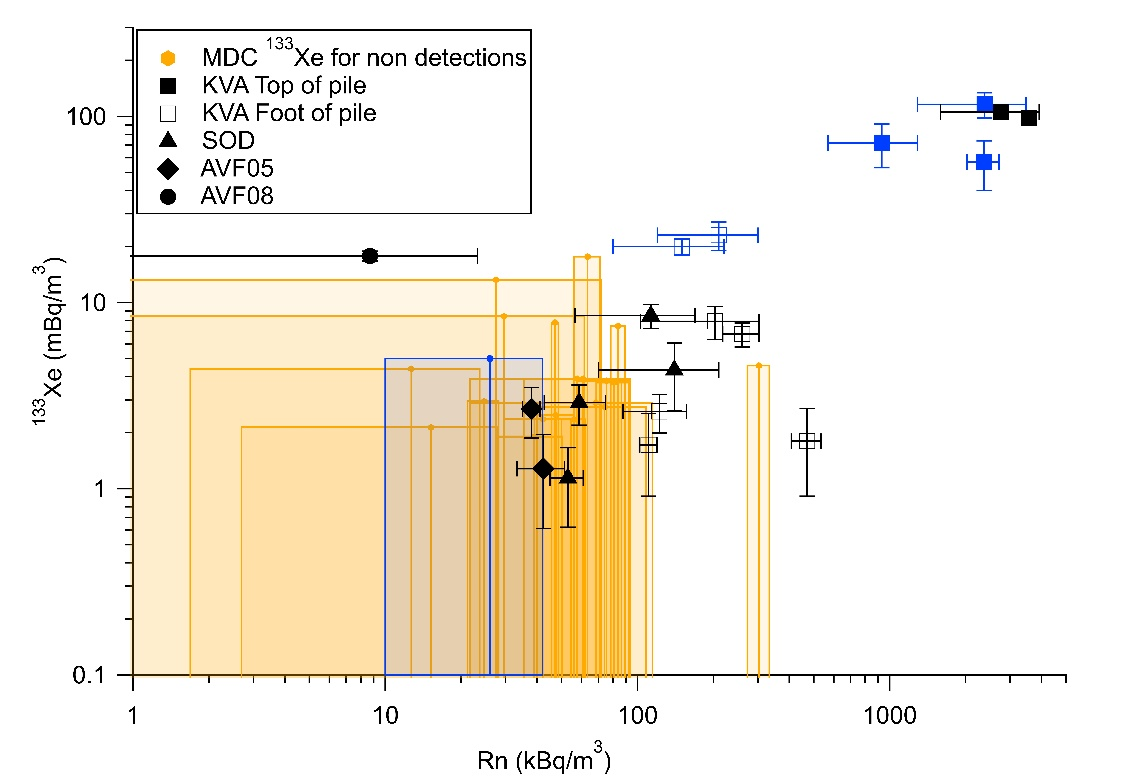 MDC ¹³³Xe for non detections
KVA Top of pile
KVA Foot of pile
SOD
AVF05
AVF08
¹³³Xe (mBq/m³)
100
10
1
0.1
1
10
100
1000
Rn (kBq/m³)